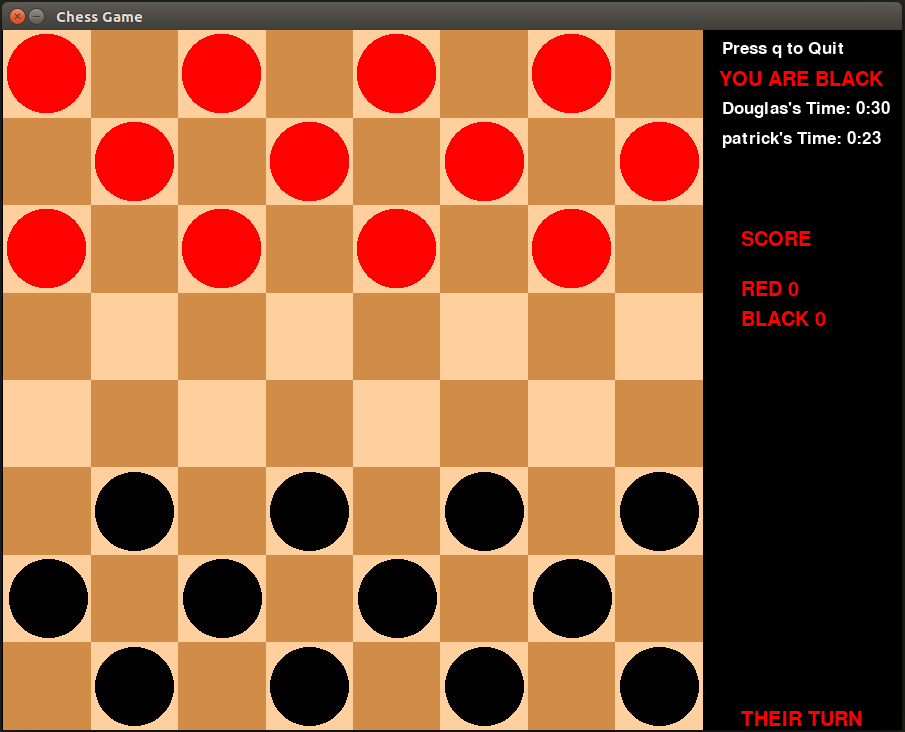 Chess Game
Press q to Quit
YOU ARE BLACK
Douglas's Time: 0:30
patrick's Time: 0:23
SCORE
RED 0
BLACK 0
THEIR TURN